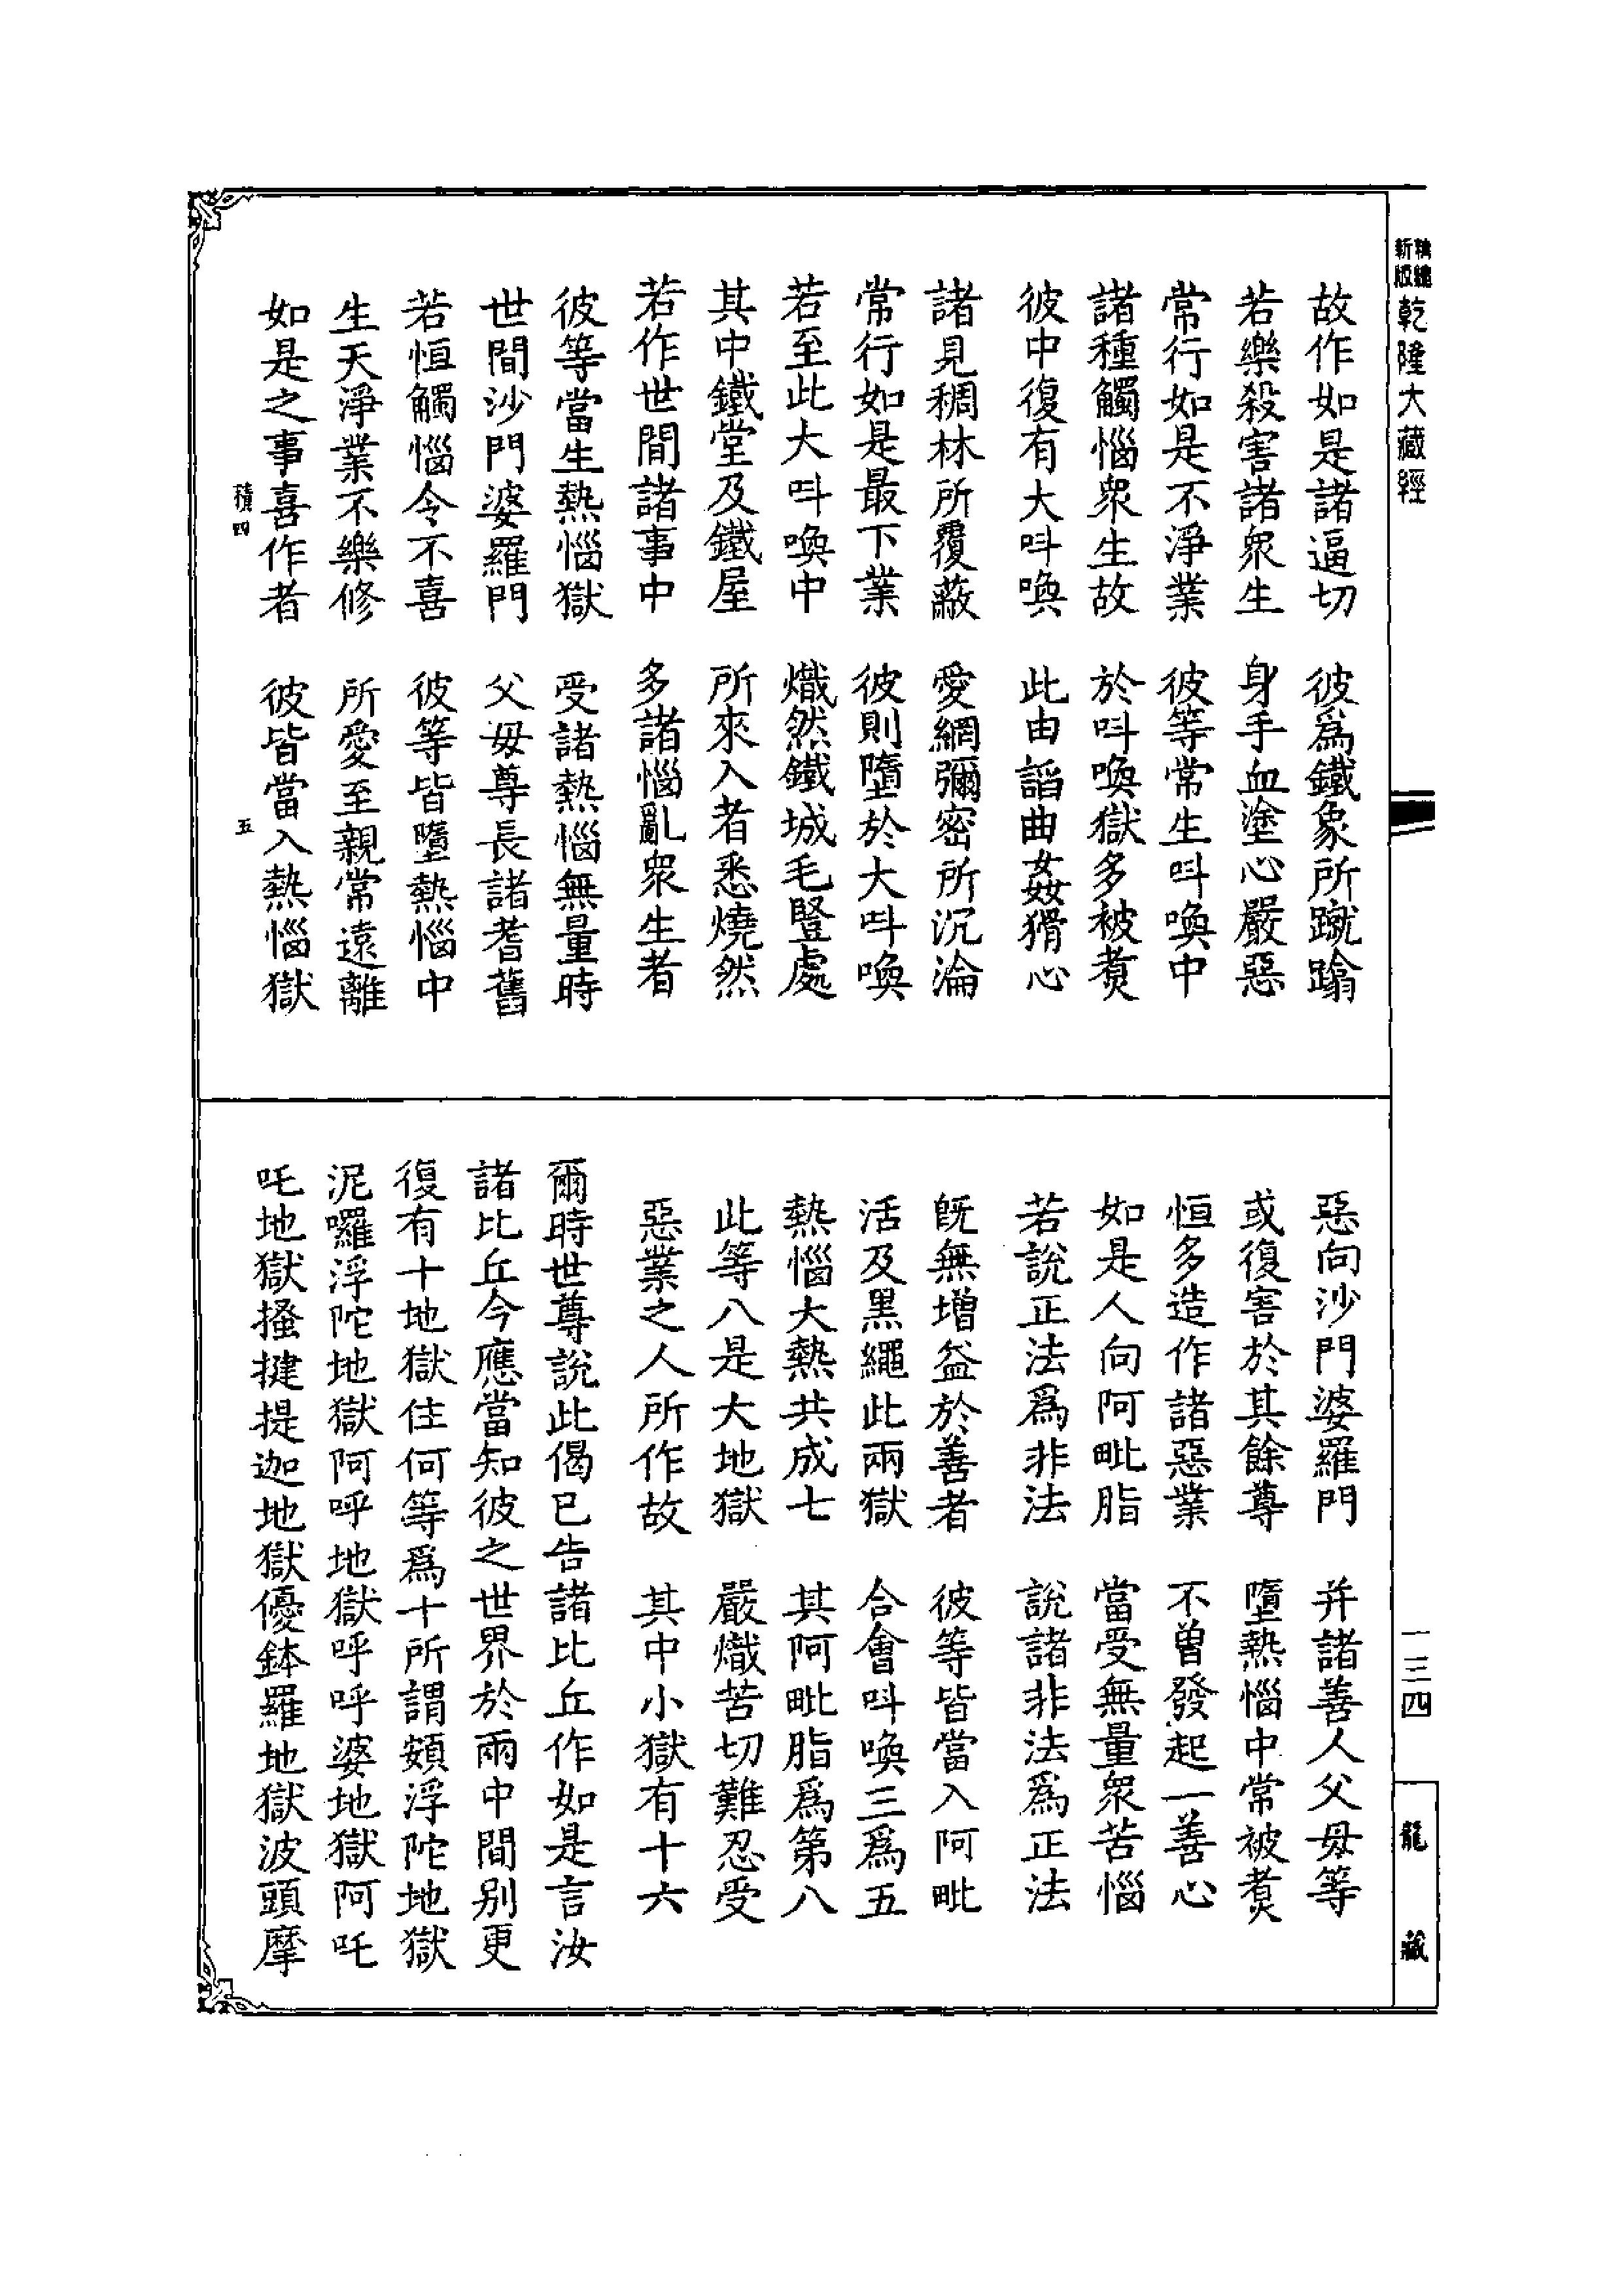 新編縮版
乾隆大藏經
故作如是諸逼切　彼爲鐵象所蹴蹹
若樂殺害諸衆生　身手血塗心嚴惡
常行如是不淨業　彼等常生叫喚中
諸種觸惱衆生故　於叫喚獄多被煑
彼中復有大叫喚　此由諂曲姦猾心
諸見稠林所覆蔽　愛網彌密所沉淪
常行如是最下業　彼則墮於大叫喚
若至此大叫喚中　熾然鐵城毛豎處
其中鐵堂及鐵屋　所來入者悉燒然
若作世間諸事中　多諸惱亂衆生者
彼等當生熱惱獄　受諸熱惱無量時
世間沙門婆羅門　父母尊長諸耆舊
若恒觸惱令不喜　彼等皆墮熱惱中
生天淨業不樂修　所愛至親常遠離
如是之事喜作者　彼皆當入熱惱獄
積四　五
惡向沙門婆羅門　并諸善人父母等
或復害於其餘尊　墮熱惱中常被煑
恒多造作諸惡業　不曾發起一善心
如是人向阿毗脂　當受無量衆苦惱
若說正法爲非法　說諸非法爲正法
旣無增益於善者　彼等皆當入阿毗
活及黑繩此兩獄　合會叫喚三爲五
熱惱大熱共成七　其阿毗脂爲第八
此等八是大地獄　嚴熾苦切難忍受
惡業之人所作故　其中小獄有十六
爾時世尊說此偈已告諸比丘作如是言汝
諸比丘今應當知彼之世界於兩中間别更
復有十地獄住何等爲十所謂頞浮陀地獄
泥囉浮陀地獄阿呼地獄呼呼婆地獄阿吒
吒地獄搔揵提迦地獄優鉢羅地獄波頭摩
一三四
龍藏